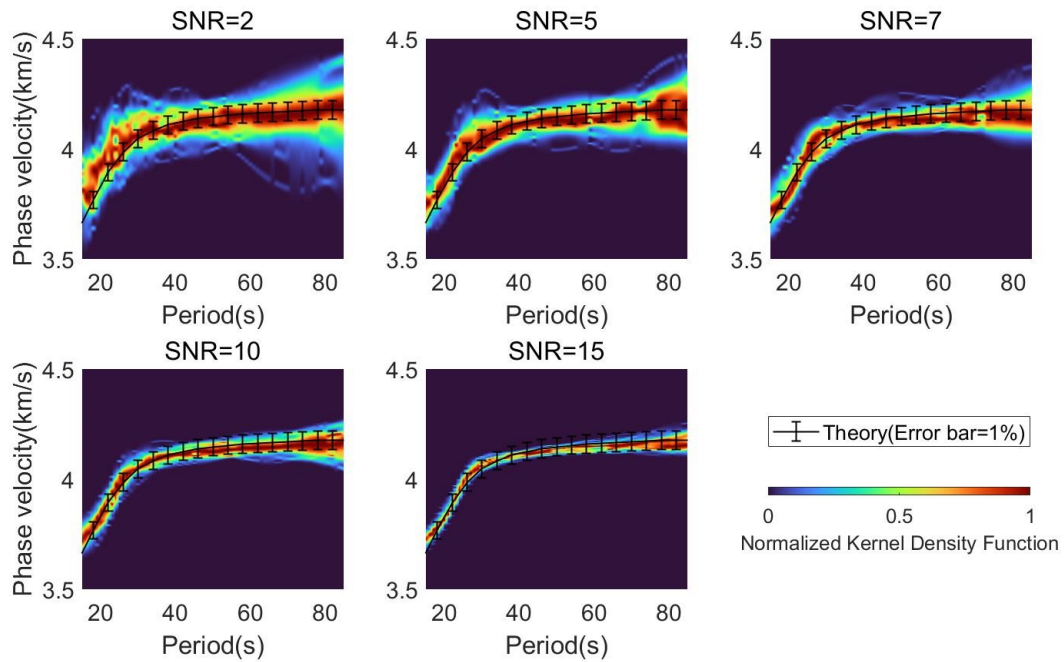 SNR=2
SNR=5
SNR=7
Phase velocity(km/s)
4.5
4
3.5
20 40 60 80
Period(s)
4.5
4
3.5
20 40 60 80
Period(s)
4.5
4
3.5
20 40 60 80
Period(s)
SNR=10
SNR=15
Phase velocity(km/s)
4.5
4
3.5
20 40 60 80
Period(s)
4.5
4
3.5
20 40 60 80
Period(s)
Theory(Error bar=1%)
0 0.5 1
Normalized Kernel Density Function